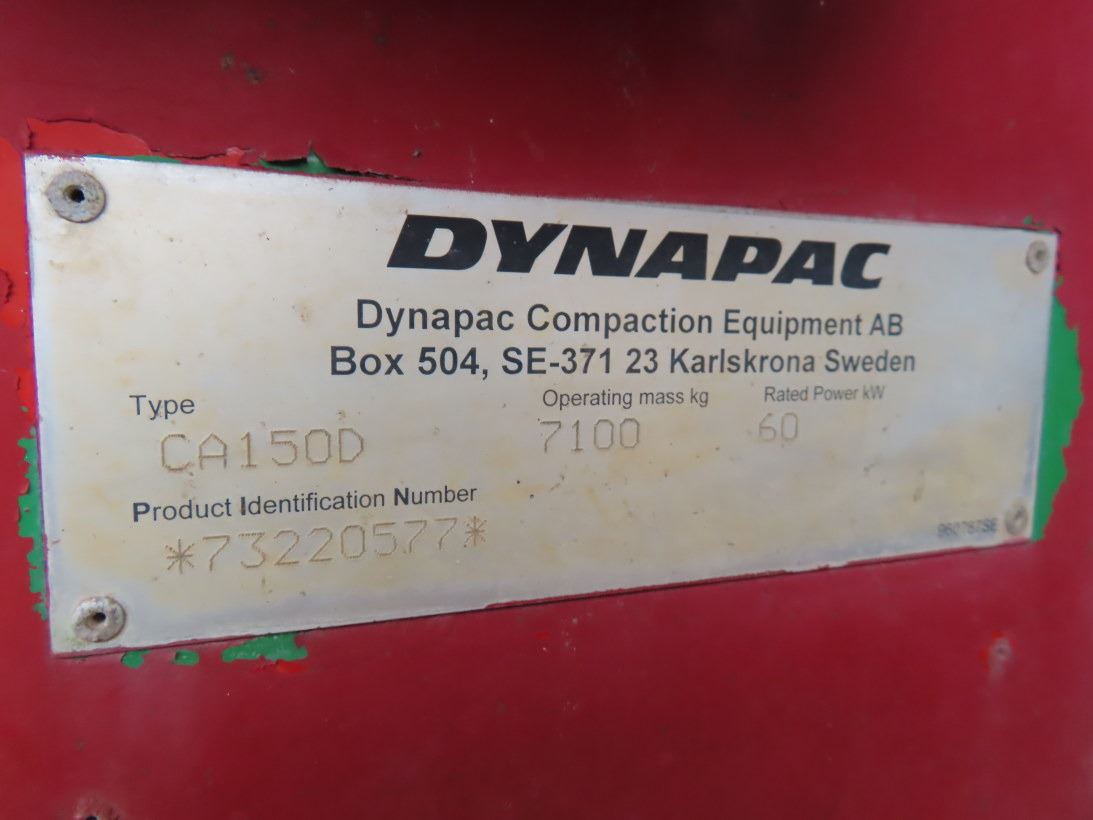 DYNAPAC
Dynapac Compaction Equipment AB
Box 504, SE-371 23 Karlskrona Sweden
Type Operating mass kg Rated Power kW
CA150D 7100 60
Product Identification Number
*73220577*